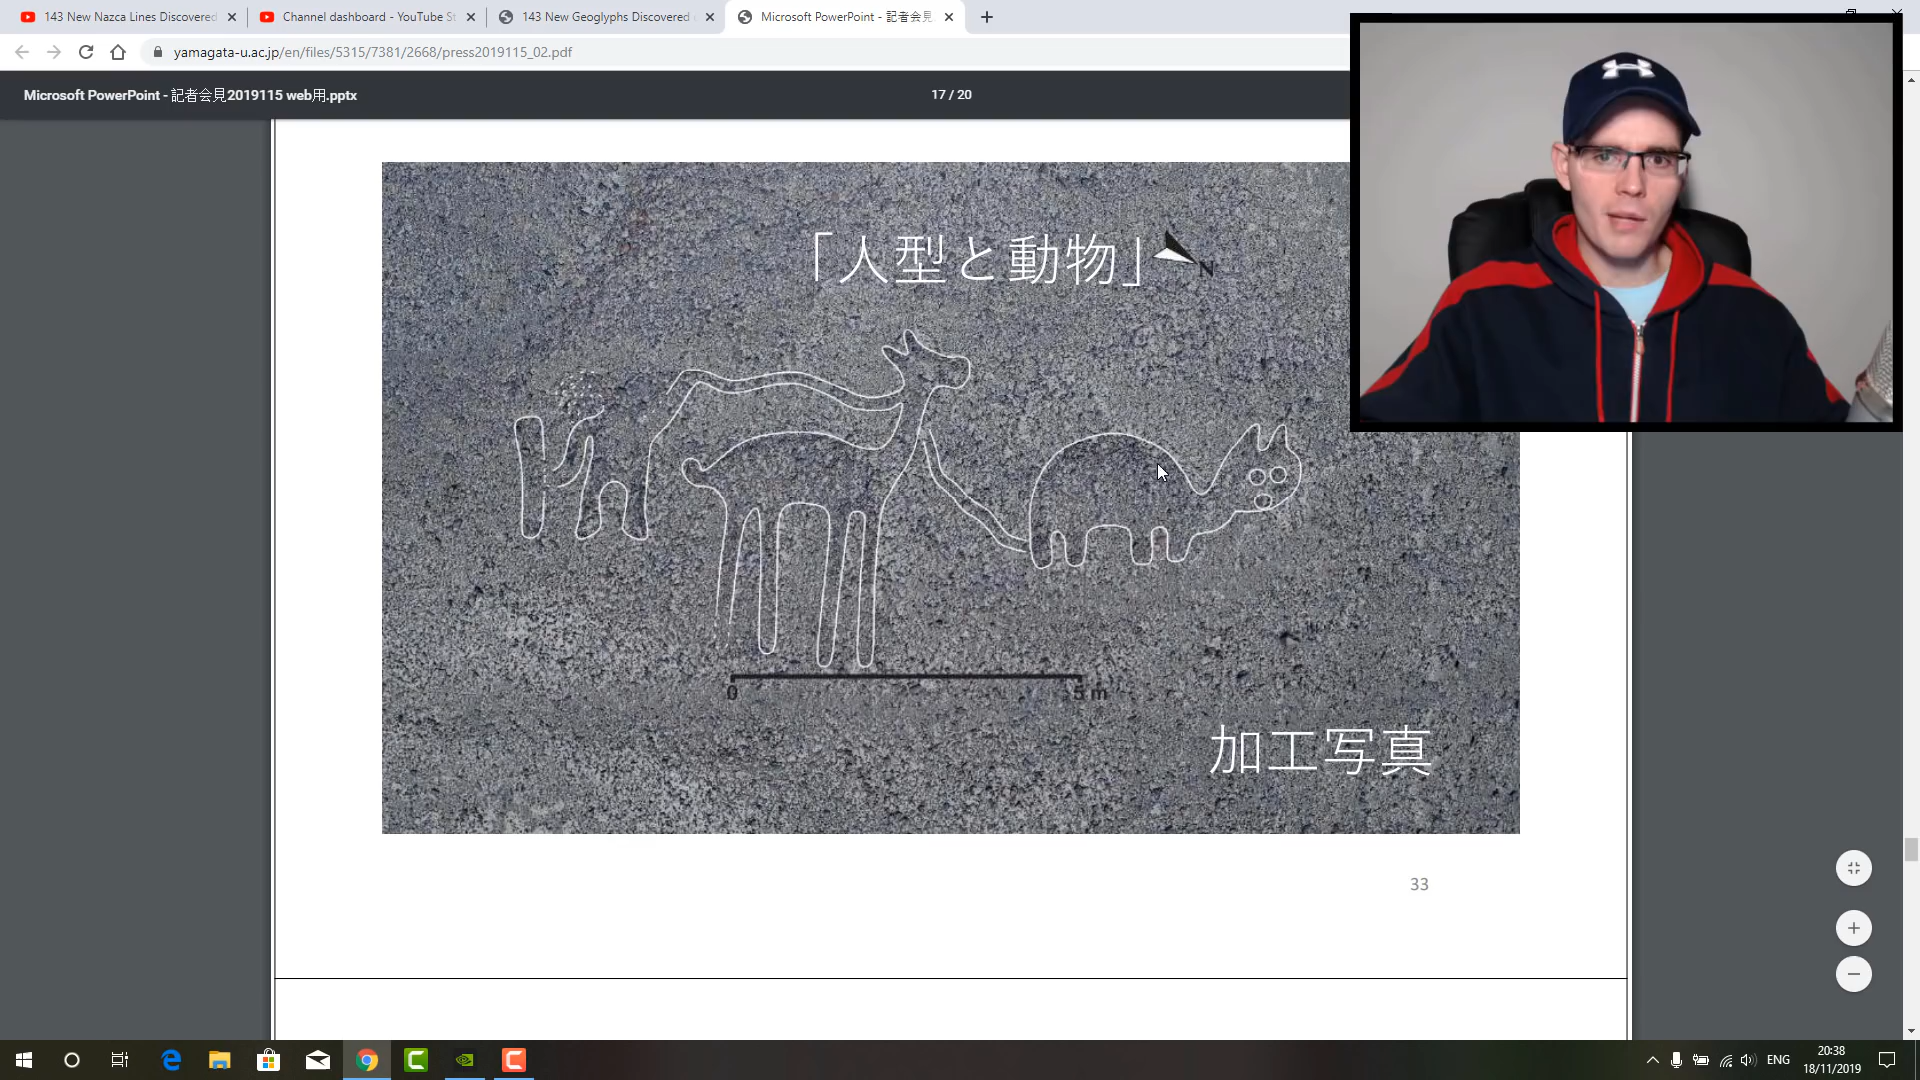 143 New Nazca Lines Discovered
Channel dashboard - YouTube St
143 New Geoglyphs Discovered
Microsoft PowerPoint - 記者会見
yamagata-u.ac.jp/en/files/5315/7381/2668/press2019115_02.pdf
Microsoft PowerPoint - 記者会見2019115 web用.pptx
17 / 20
「人型と動物」
N
0
5 m
加工写真
33
ENG
20:38
18/11/2019